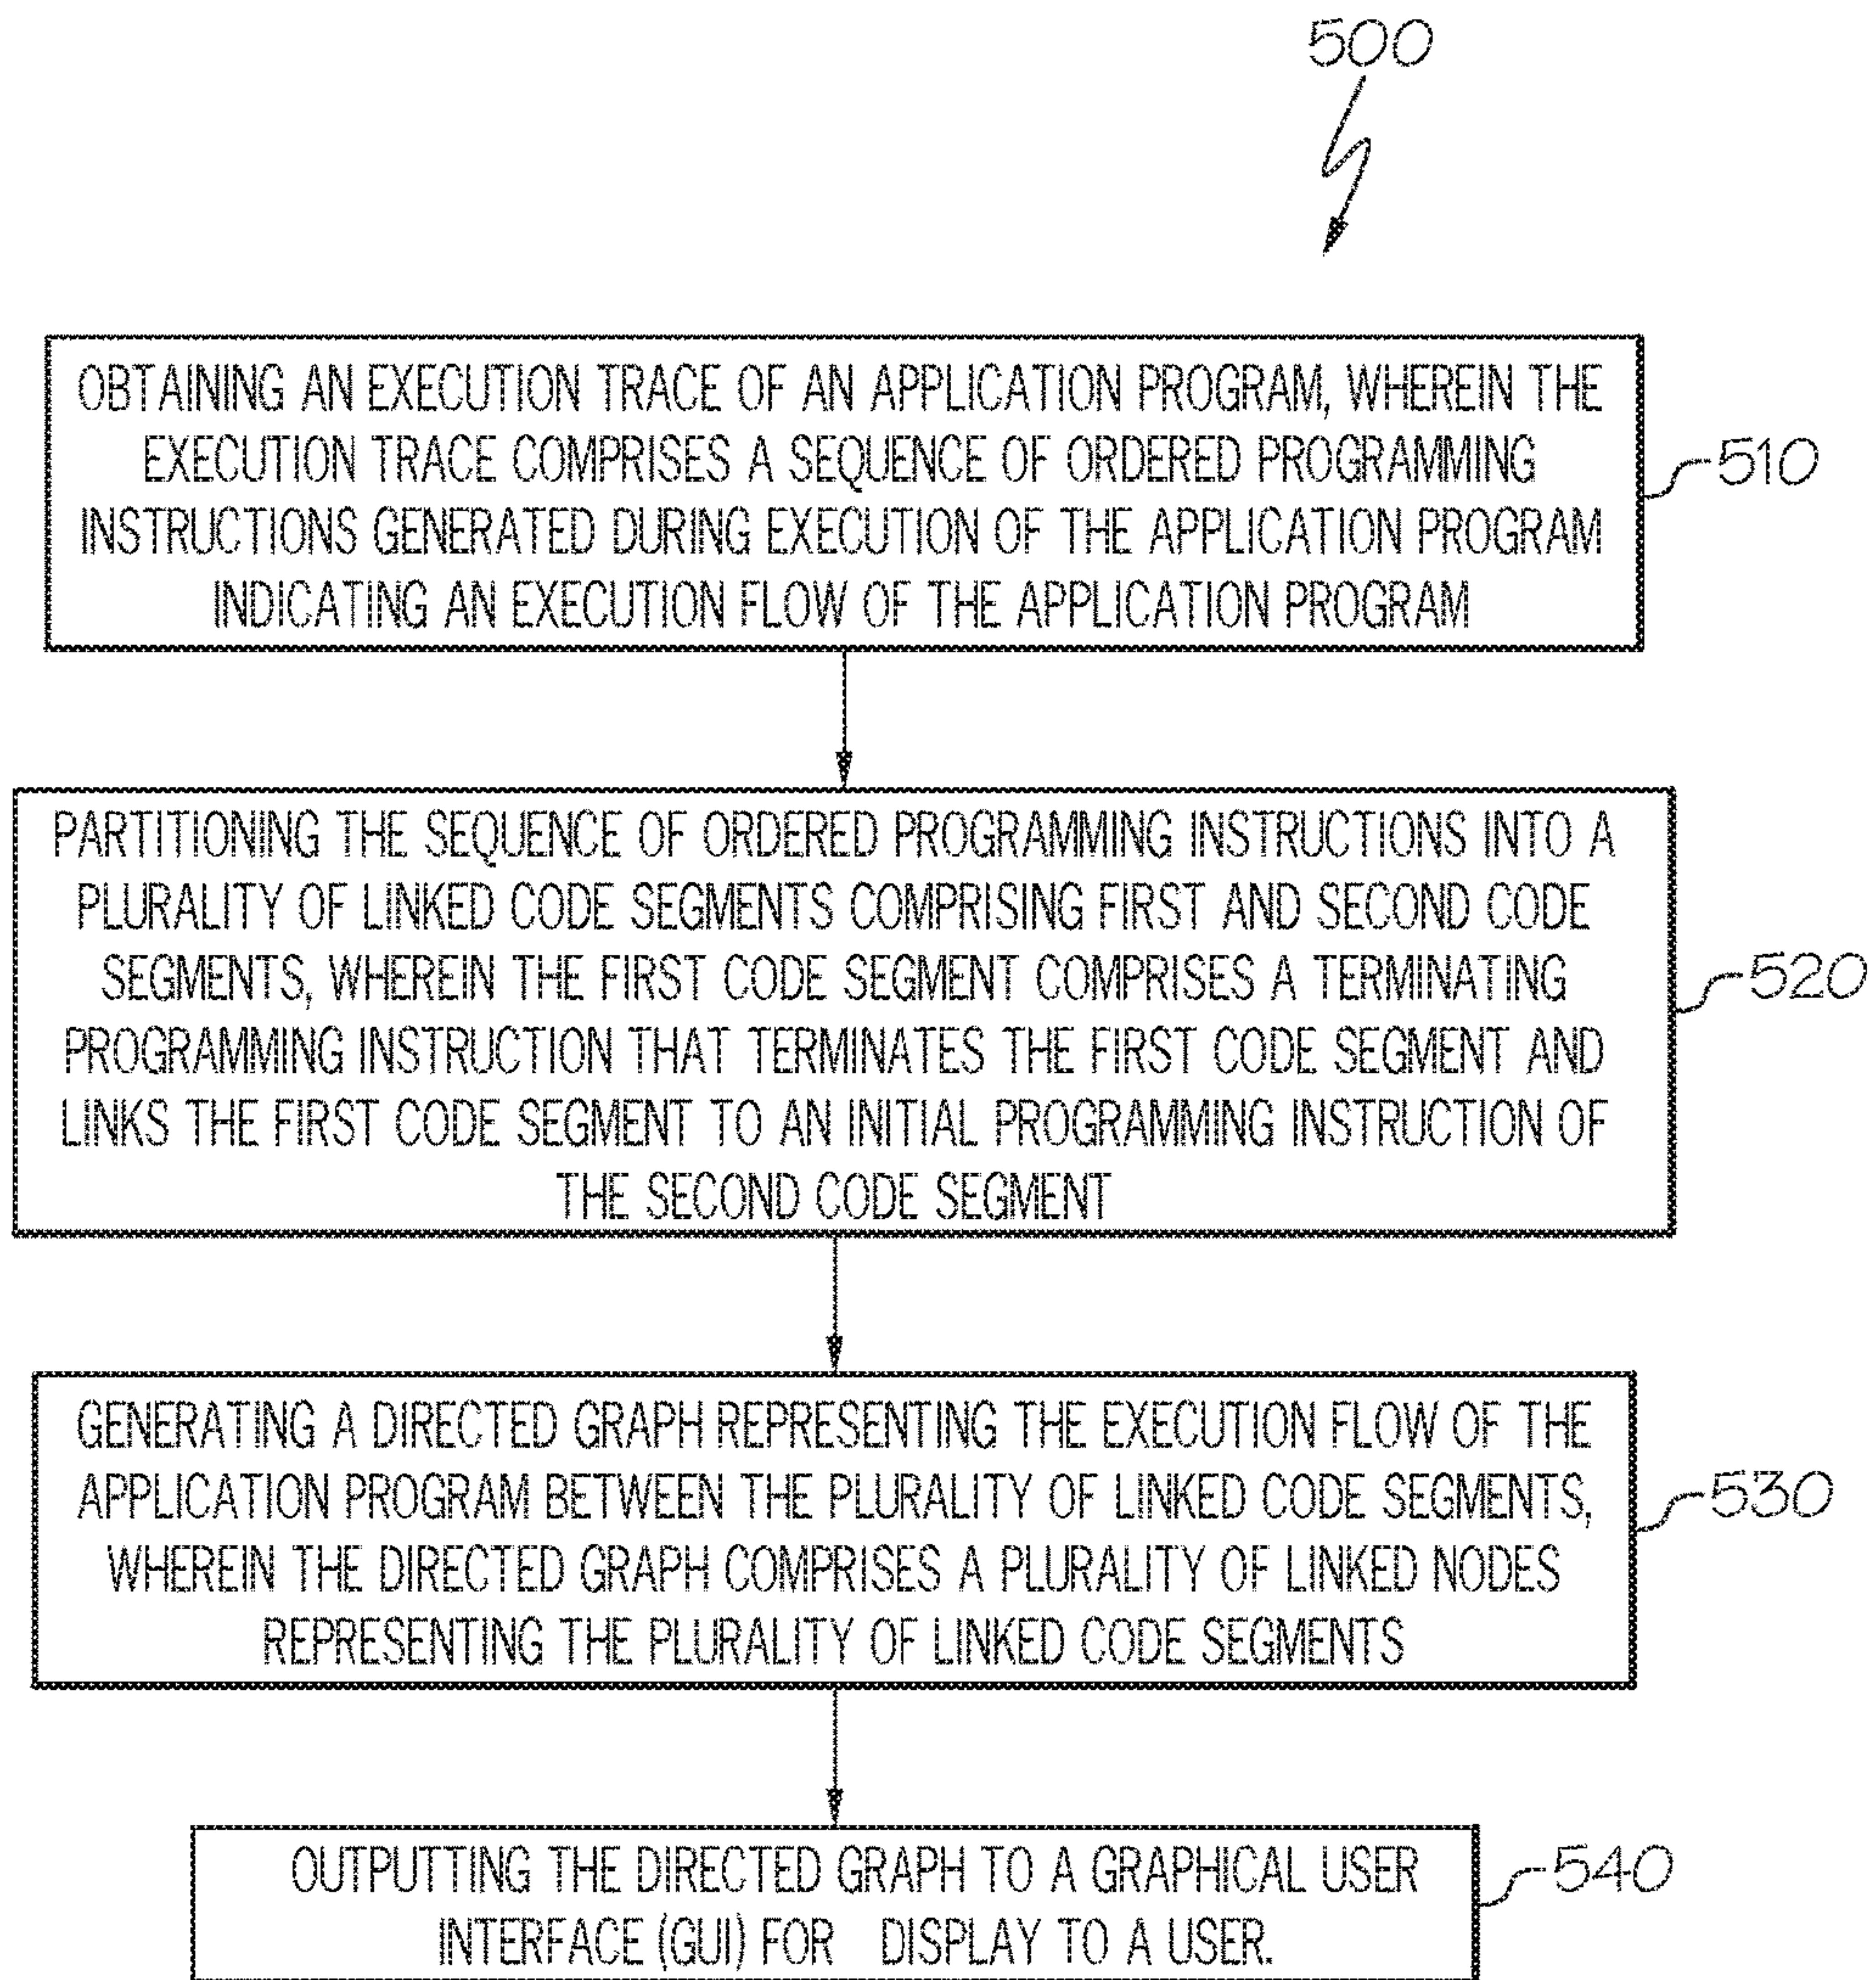 500
OBTAINING AN EXECUTION TRACE OF AN APPLICATION PROGRAM, WHEREIN THE
EXECUTION TRACE COMPRISES A SEQUENCE OF ORDERED PROGRAMMING
INSTRUCTIONS GENERATED DURING EXECUTION OF THE APPLICATION PROGRAM
INDICATING AN EXECUTION FLOW OF THE APPLICATION PROGRAM
510
PARTITIONING THE SEQUENCE OF ORDERED PROGRAMMING INSTRUCTIONS INTO A
PLURALITY OF LINKED CODE SEGMENTS COMPRISING FIRST AND SECOND CODE
SEGMENTS, WHEREIN THE FIRST CODE SEGMENT COMPRISES A TERMINATING
PROGRAMMING INSTRUCTION THAT TERMINATES THE FIRST CODE SEGMENT AND
LINKS THE FIRST CODE SEGMENT TO AN INITIAL PROGRAMMING INSTRUCTION OF
THE SECOND CODE SEGMENT
520
GENERATING A DIRECTED GRAPH REPRESENTING THE EXECUTION FLOW OF THE
APPLICATION PROGRAM BETWEEN THE PLURALITY OF LINKED CODE SEGMENTS,
WHEREIN THE DIRECTED GRAPH COMPRISES A PLURALITY OF LINKED NODES
REPRESENTING THE PLURALITY OF LINKED CODE SEGMENTS
530
OUTPUTTING THE DIRECTED GRAPH TO A GRAPHICAL USER
INTERFACE (GUI) FOR DISPLAY TO A USER.
540